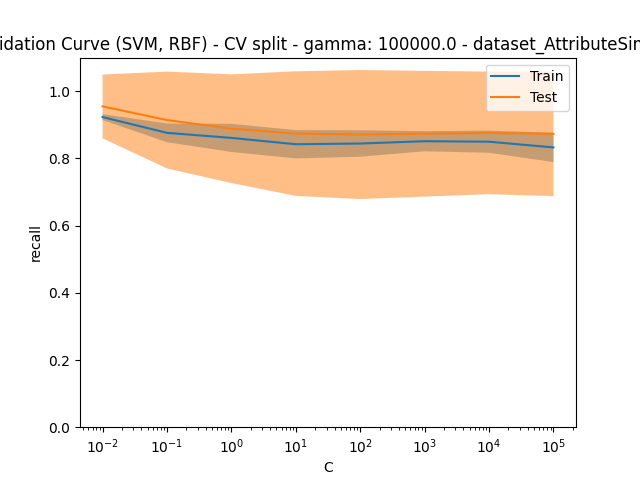 idation Curve (SVM, RBF) - CV split - gamma: 100000.0 - dataset_AttributeSin
Train
Test
recall
1.0
0.8
0.6
0.4
0.2
0.0
10⁻² 10⁻¹ 10⁰ 10¹ 10² 10³ 10⁴ 10⁵
C